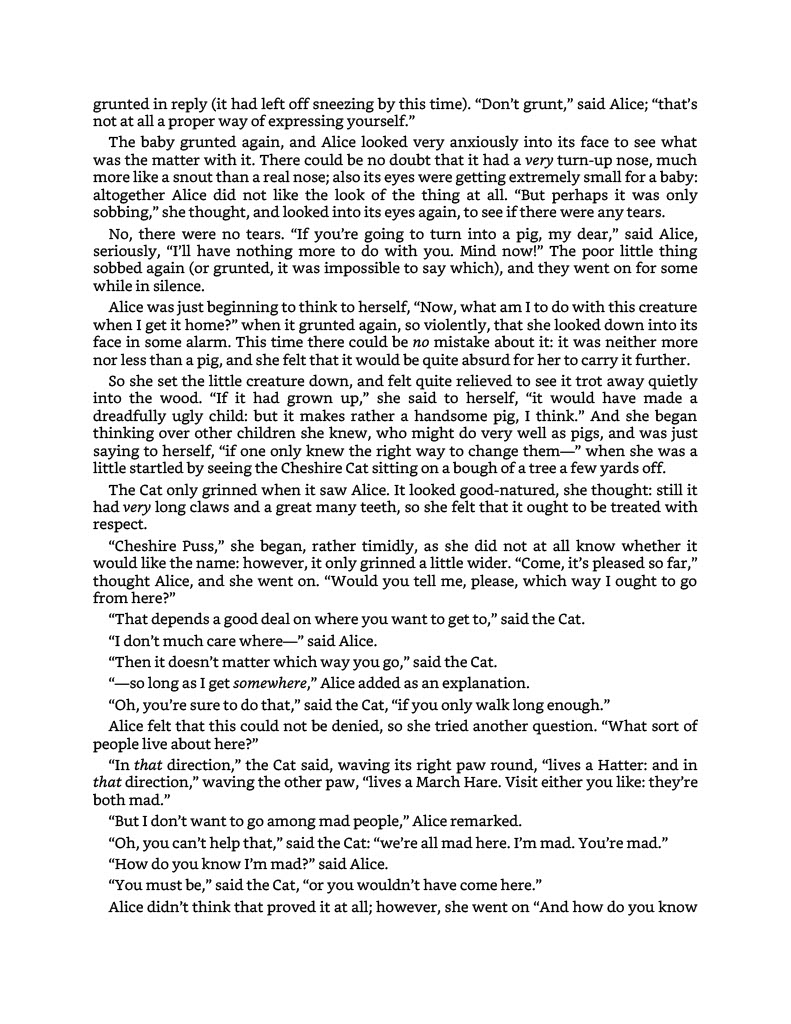 grunted in reply (it had left off sneezing by this time). “Don’t grunt,” said Alice; “that’s
not at all a proper way of expressing yourself.”
The baby grunted again, and Alice looked very anxiously into its face to see what
was the matter with it. There could be no doubt that it had a very turn-up nose, much
more like a snout than a real nose; also its eyes were getting extremely small for a baby:
altogether Alice did not like the look of the thing at all. “But perhaps it was only
sobbing,” she thought, and looked into its eyes again, to see if there were any tears.
No, there were no tears. “If you’re going to turn into a pig, my dear,” said Alice,
seriously, “I’ll have nothing more to do with you. Mind now!” The poor little thing
sobbed again (or grunted, it was impossible to say which), and they went on for some
while in silence.
Alice was just beginning to think to herself, “Now, what am I to do with this creature
when I get it home?” when it grunted again, so violently, that she looked down into its
face in some alarm. This time there could be no mistake about it: it was neither more
nor less than a pig, and she felt that it would be quite absurd for her to carry it further.
So she set the little creature down, and felt quite relieved to see it trot away quietly
into the wood. “If it had grown up,” she said to herself, “it would have made a
dreadfully ugly child: but it makes rather a handsome pig, I think.” And she began
thinking over other children she knew, who might do very well as pigs, and was just
saying to herself, “if one only knew the right way to change them—” when she was a
little startled by seeing the Cheshire Cat sitting on a bough of a tree a few yards off.
The Cat only grinned when it saw Alice. It looked good-natured, she thought: still it
had very long claws and a great many teeth, so she felt that it ought to be treated with
respect.
“Cheshire Puss,” she began, rather timidly, as she did not at all know whether it
would like the name: however, it only grinned a little wider. “Come, it’s pleased so far,”
thought Alice, and she went on. “Would you tell me, please, which way I ought to go
from here?”
“That depends a good deal on where you want to get to,” said the Cat.
“I don’t much care where—” said Alice.
“Then it doesn’t matter which way you go,” said the Cat.
“—so long as I get somewhere,” Alice added as an explanation.
“Oh, you’re sure to do that,” said the Cat, “if you only walk long enough.”
Alice felt that this could not be denied, so she tried another question. “What sort of
people live about here?”
“In that direction,” the Cat said, waving its right paw round, “lives a Hatter: and in
that direction,” waving the other paw, “lives a March Hare. Visit either you like: they’re
both mad.”
“But I don’t want to go among mad people,” Alice remarked.
“Oh, you can’t help that,” said the Cat: “we’re all mad here. I’m mad. You’re mad.”
“How do you know I’m mad?” said Alice.
“You must be,” said the Cat, “or you wouldn’t have come here.”
Alice didn’t think that proved it at all; however, she went on “And how do you know